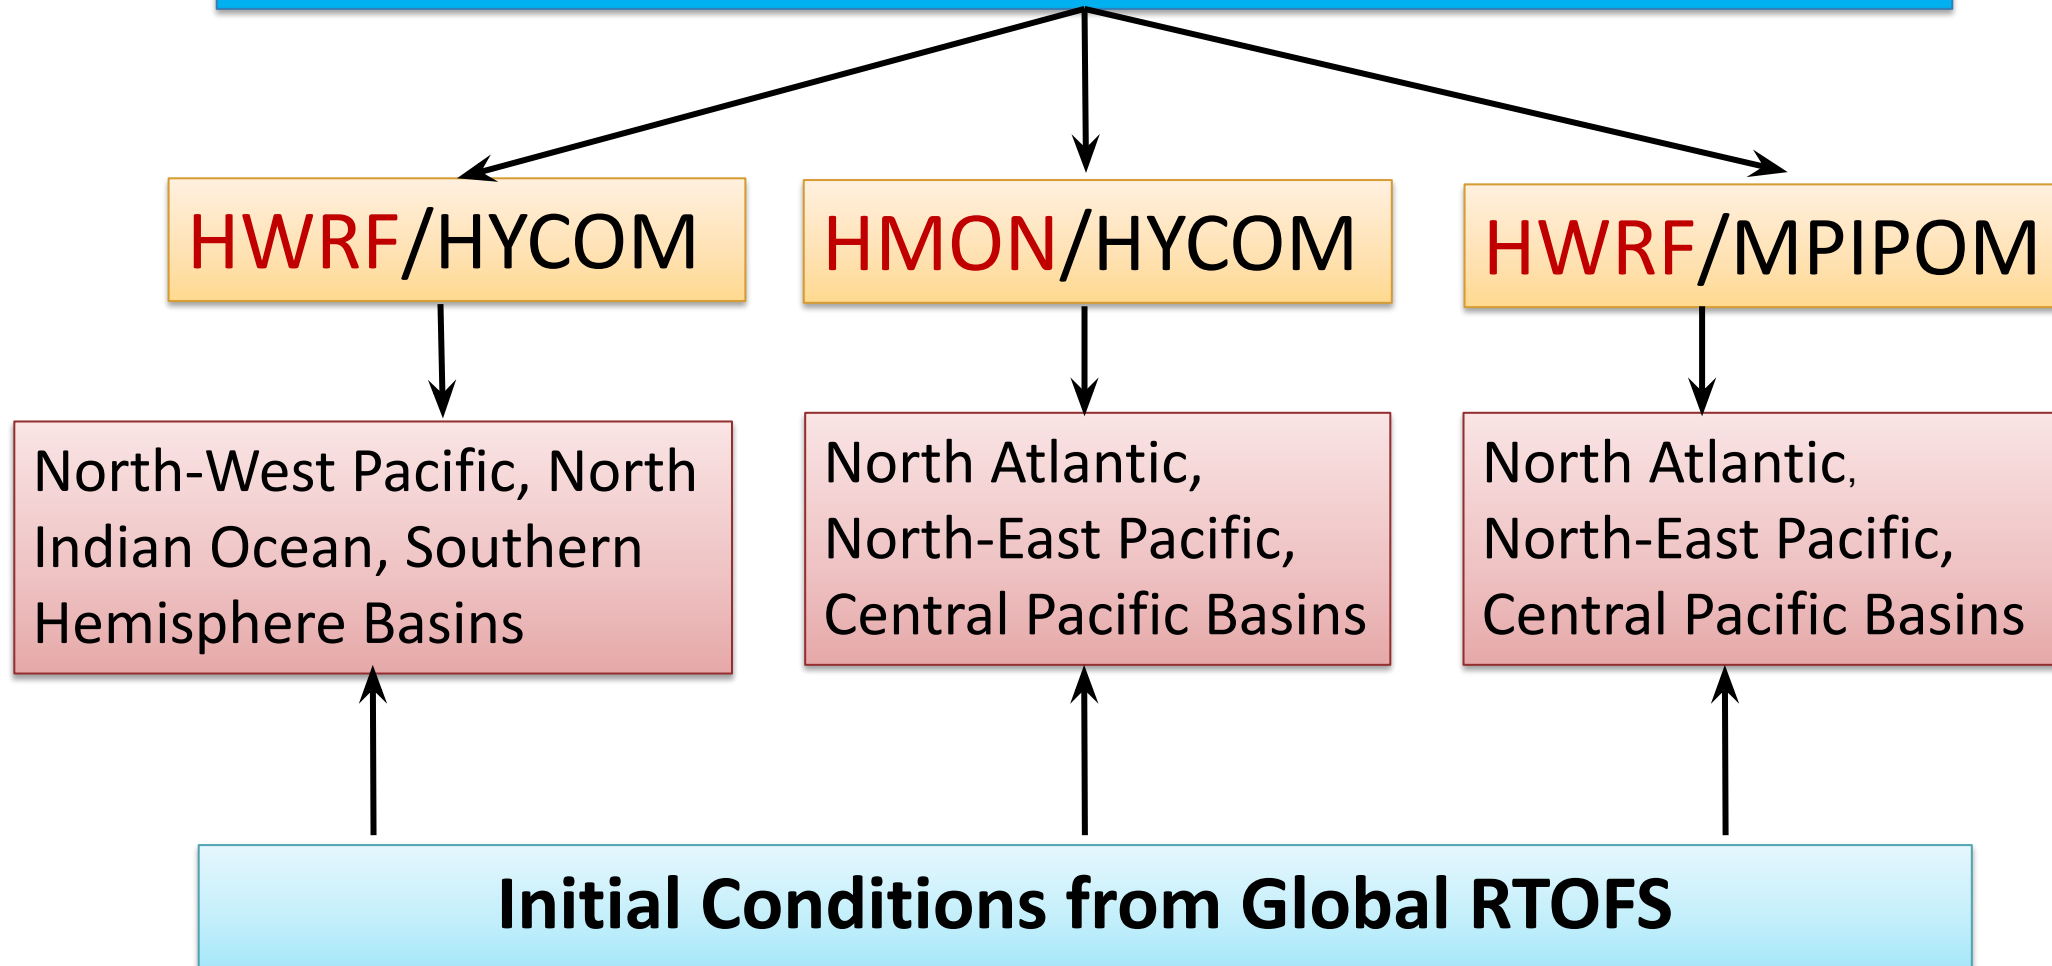 HWRF/HYCOM
HMON/HYCOM
HWRF/MPIPOM
North-West Pacific, North
Indian Ocean, Southern
Hemisphere Basins
North Atlantic,
North-East Pacific,
Central Pacific Basins
North Atlantic,
North-East Pacific,
Central Pacific Basins
Initial Conditions from Global RTOFS